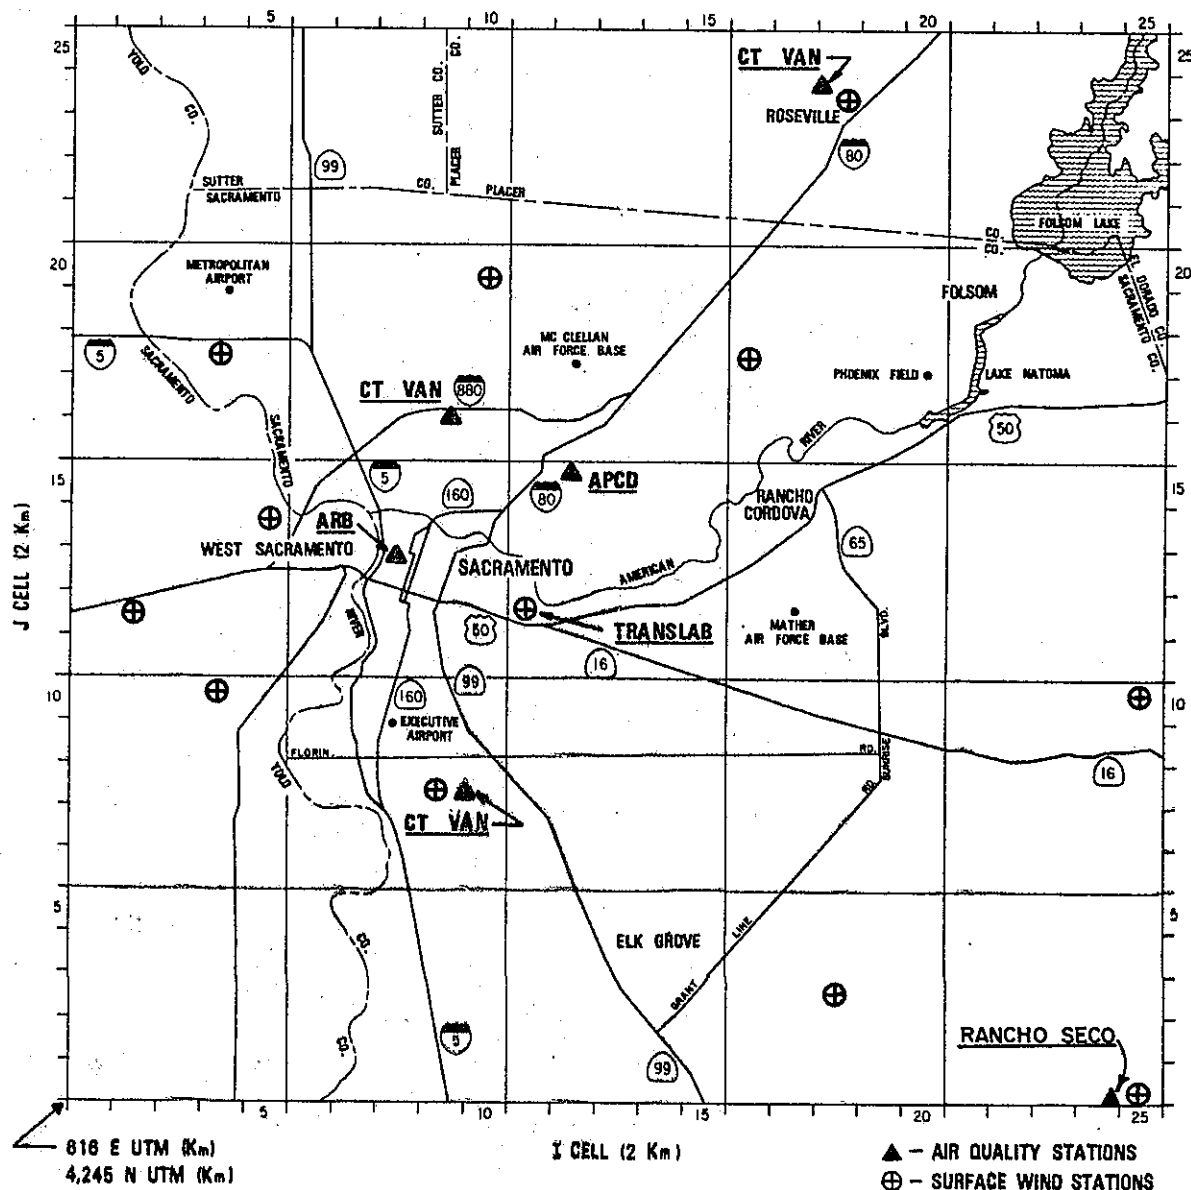 5
10
15
20
25
25
25
YOLO
CO.
SUTTER CO.
CO.
PLACER
CT VAN
ROSEVILLE
80
99
SUTTER
SACRAMENTO
CO.
PLACER
CO.
CO.
FOLSOM LAKE
20
20
METROPOLITAN
AIRPORT
EL DORADO CO.
SACRAMENTO CO.
FOLSOM
MC CLELLAN
AIR FORCE BASE
5
SACRAMENTO
PHOENIX FIELD
LAKE NATOMA
CT VAN
880
SACRAMENTO
RIVER
50
15
15
5
160
80
APCD
RANCHO
CORDOVA
ARB
WEST SACRAMENTO
SACRAMENTO
AMERICAN
65
J CELL (2 Km)
RIVER
50
TRANSLAB
MATHER
AIR FORCE BASE
BLVD.
16
10
10
160
99
EXECUTIVE
AIRPORT
FLORIN
RD.
SUNRISE
YOLO
RD.
16
CT VAN
5
5
CO.
ELK GROVE
LINE
GRANT
CO.
5
99
RANCHO SECO
5
10
15
20
25
616 E UTM (Km)
4,245 N UTM (Km)
I CELL (2 Km)
– AIR QUALITY STATIONS
– SURFACE WIND STATIONS